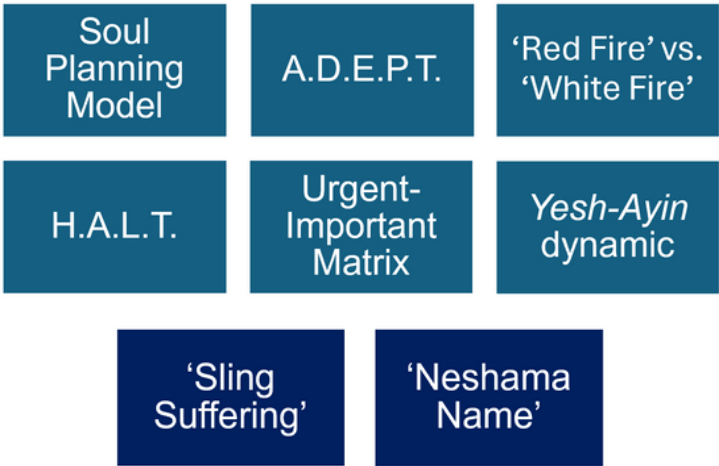 Soul
Planning
Model
A.D.E.P.T.
‘Red Fire’ vs.
‘White Fire’
H.A.L.T.
Urgent-
Important
Matrix
Yesh-Ayin
dynamic
‘Sling
Suffering’
‘Neshama
Name’